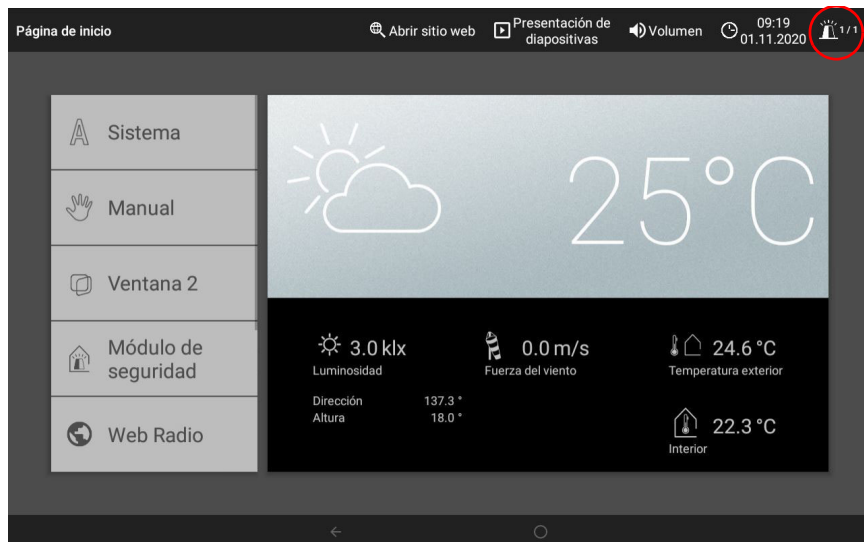 Página de inicio
Abrir sitio web
Presentación de
diapositivas
Volumen
09:19
01.11.2020
1/1
Sistema
Manual
Ventana 2
Módulo de
seguridad
Web Radio
25°C
3.0 klx
Luminosidad
Dirección 137.3 °
Altura 18.0 °
0.0 m/s
Fuerza del viento
24.6 °C
Temperatura exterior
22.3 °C
Interior